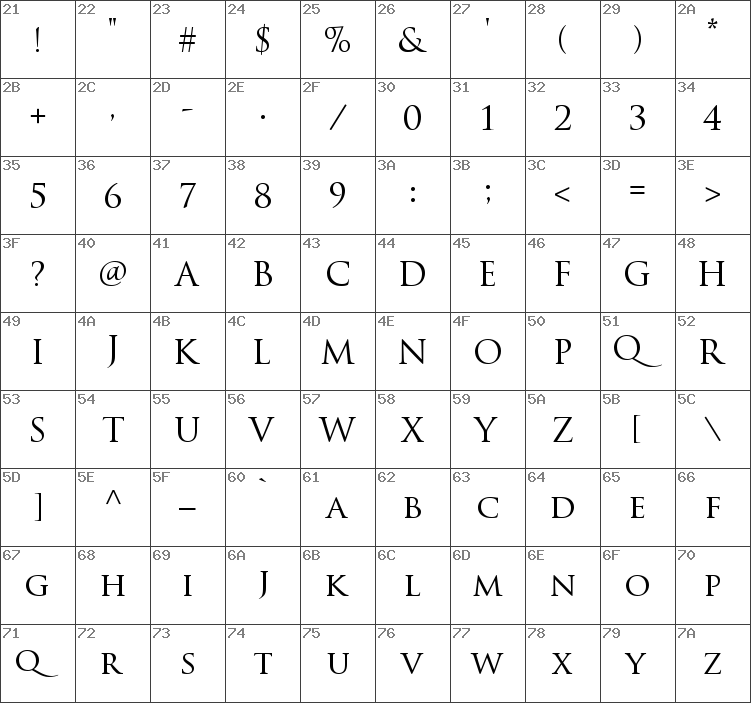 21 22 23 24 25 26 27 28 29 2A
! " # $ % & ' ( ) *
2B 2C 2D 2E 2F 30 31 32 33 34
+ , - . / 0 1 2 3 4
35 36 37 38 39 3A 3B 3C 3D 3E
5 6 7 8 9 : ; < = >
3F 40 41 42 43 44 45 46 47 48
? @ A B C D E F G H
49 4A 4B 4C 4D 4E 4F 50 51 52
I J K L M N O P Q R
53 54 55 56 57 58 59 5A 5B 5C
S T U V W X Y Z [ \
5D 5E 5F 60 61 62 63 64 65 66
] ^ _ ` A B C D E F
67 68 69 6A 6B 6C 6D 6E 6F 70
G H I J K L M N O P
71 72 73 74 75 76 77 78 79 7A
Q R S T U V W X Y Z